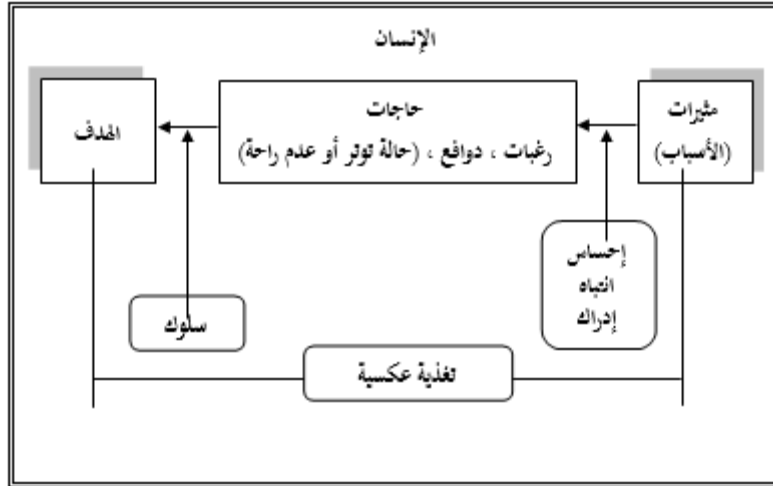 الإنسان
مثيرات
(الأسباب)
حاجات
رغبات ، دوافع ، (حالة توتر أو عدم راحة)
الهدف
إحساس
انتباه
إدراك
سلوك
تغذية عكسية